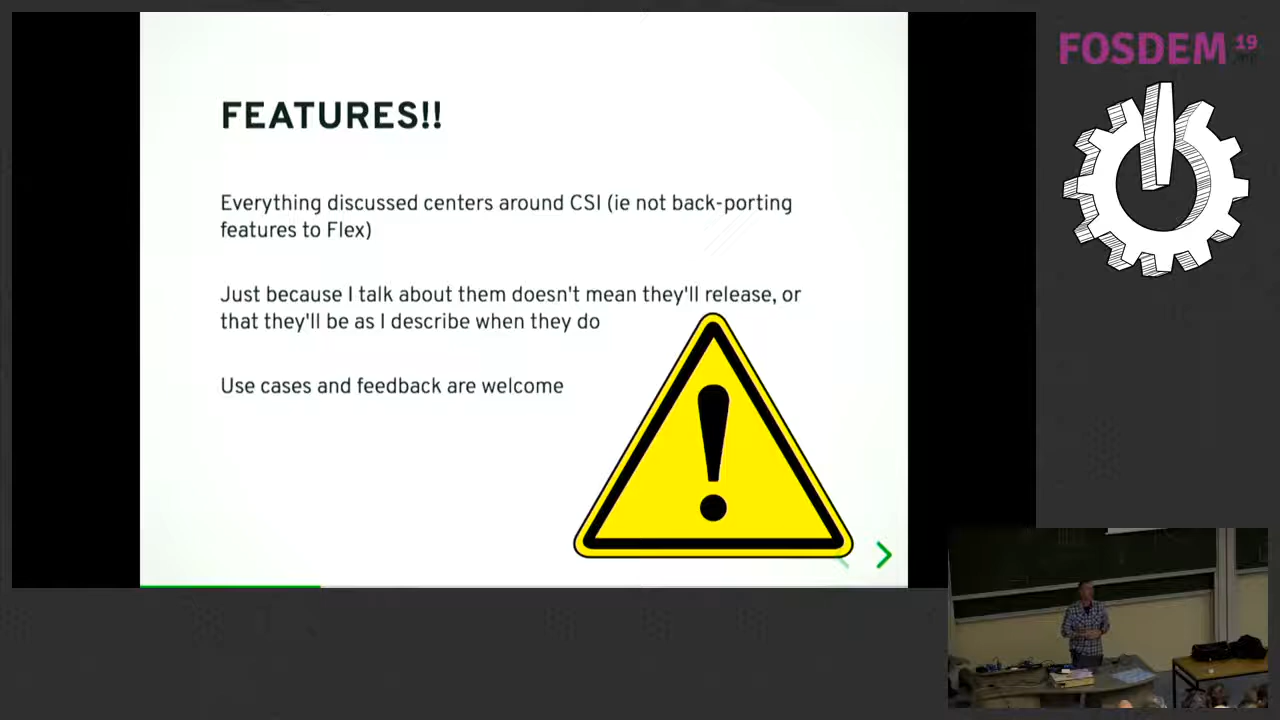 FEATURES!!
Everything discussed centers around CSI (ie not back-porting
features to Flex)
Just because I talk about them doesn't mean they'll release, or
that they'll be as I describe when they do
Use cases and feedback are welcome
FOSDEM 19